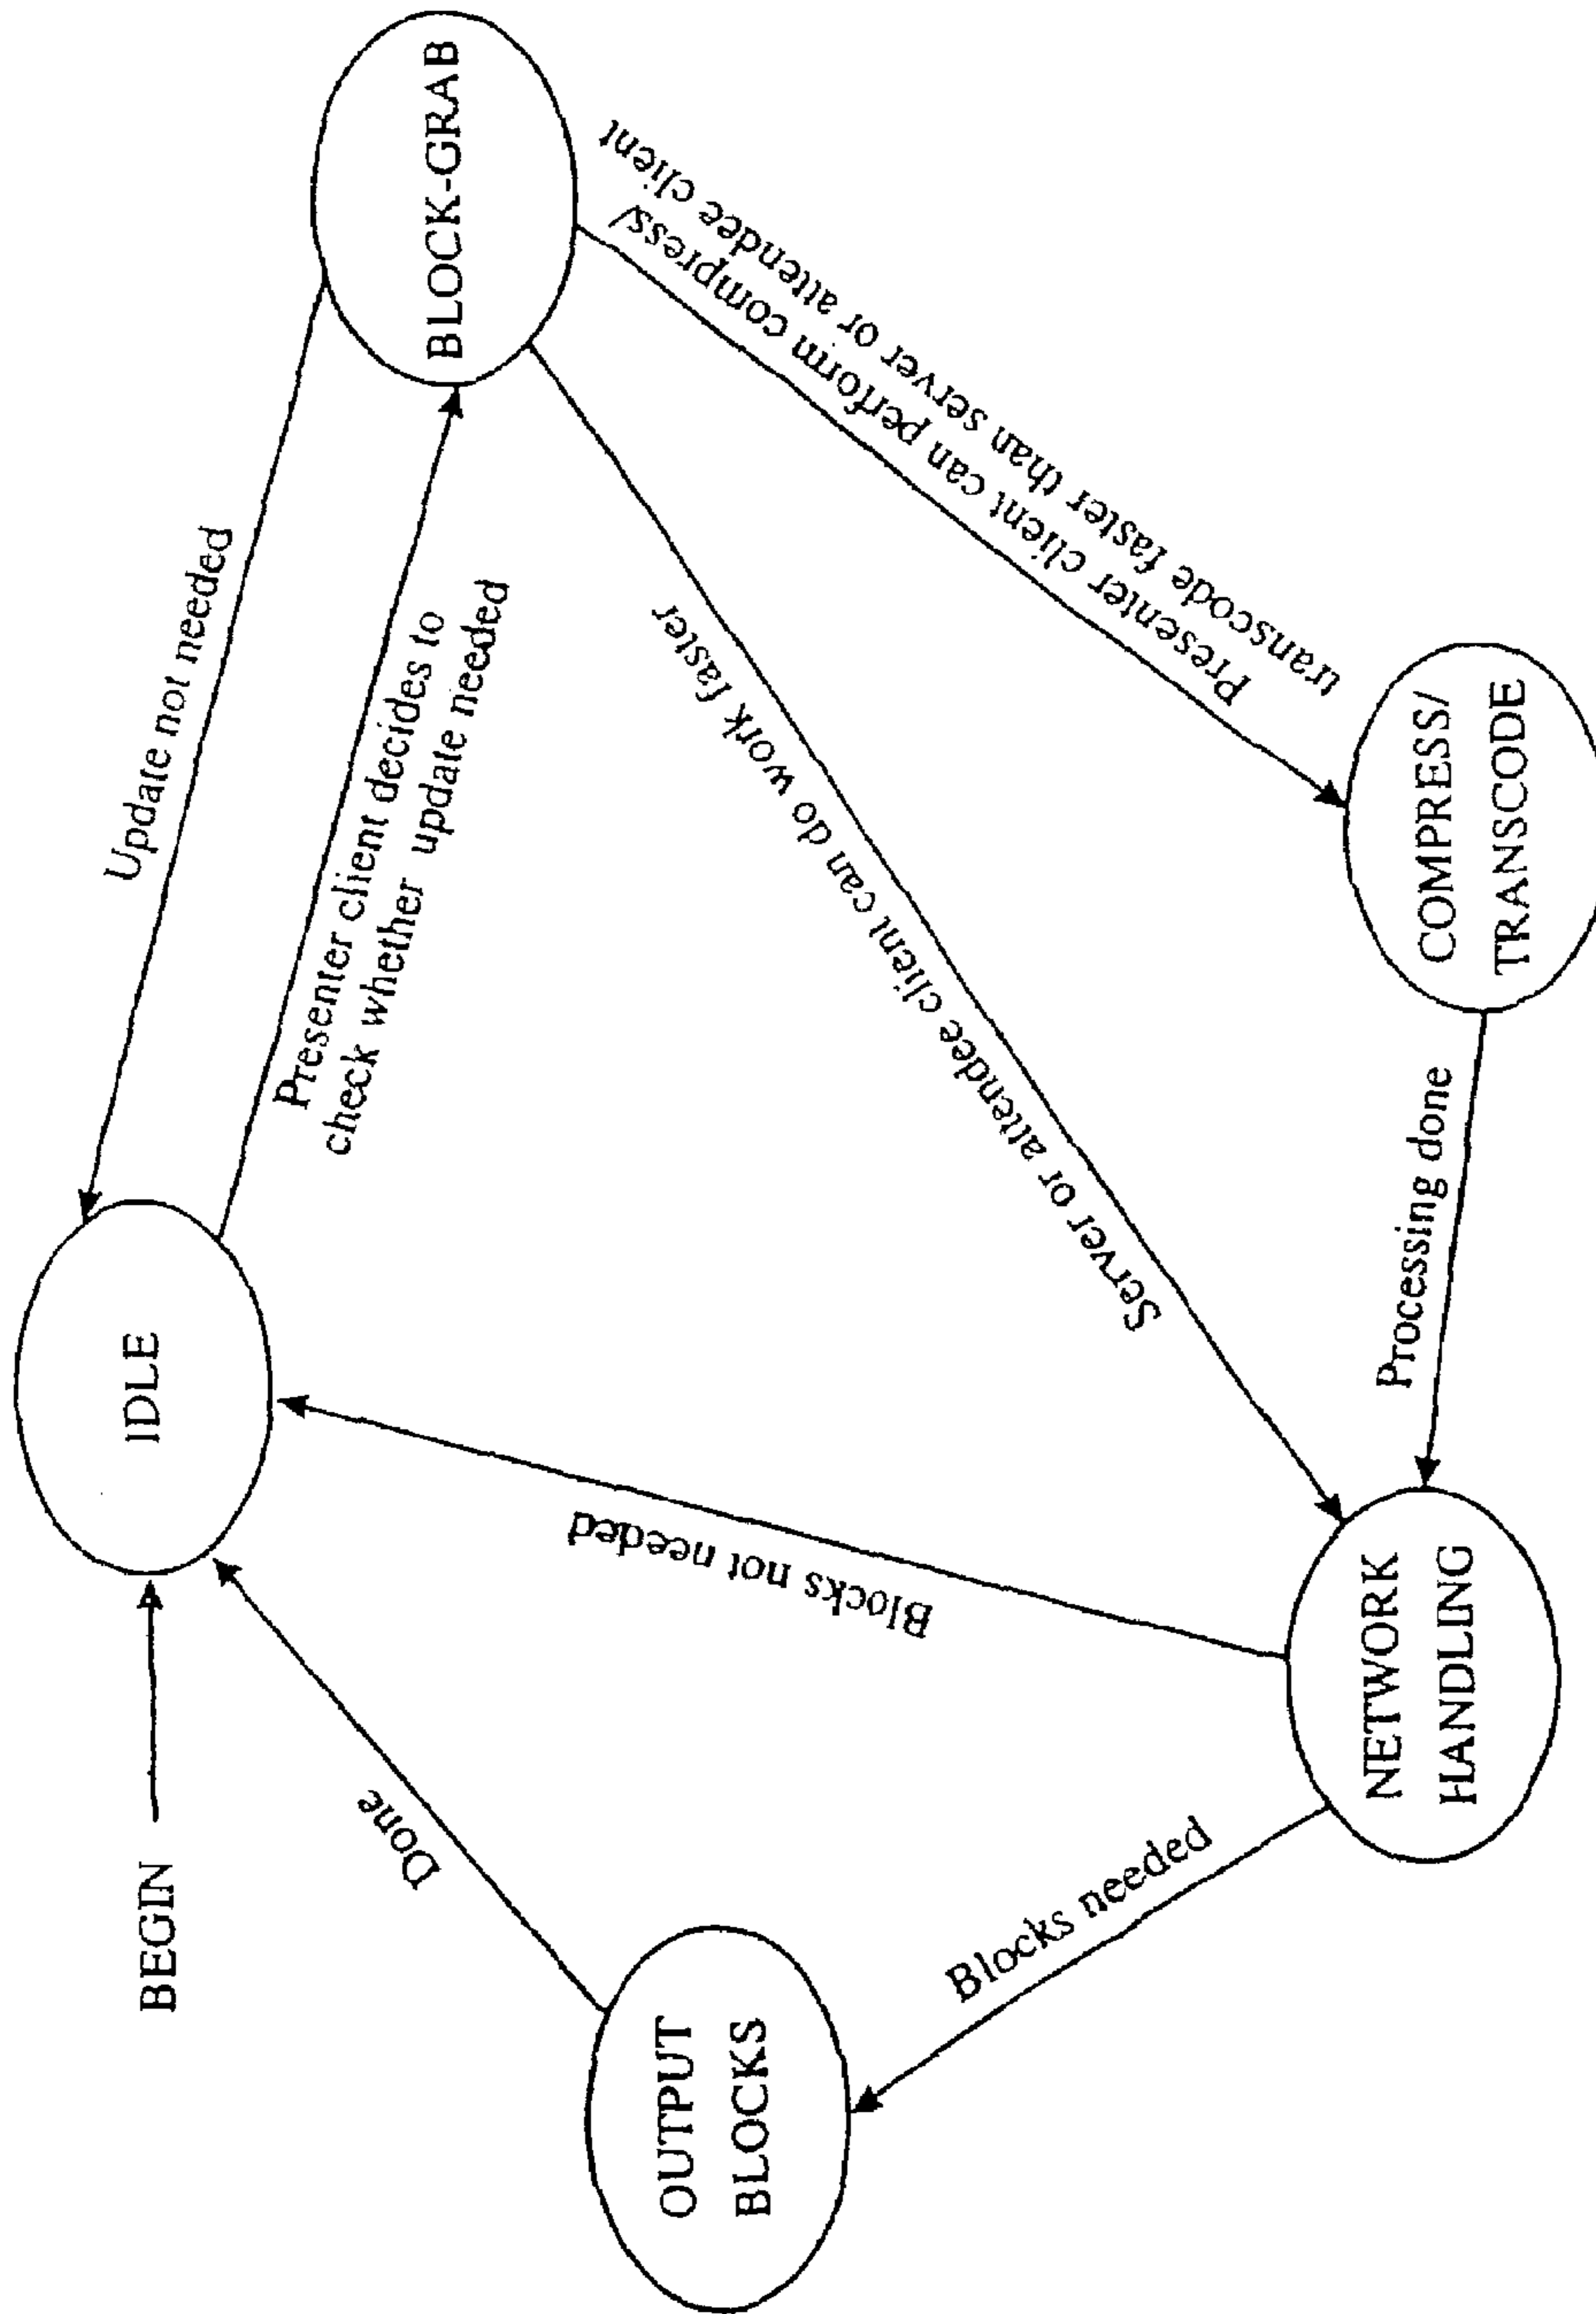 BEGIN
IDLE
Update not needed
Presenter client decides to
check whether update needed
BLOCK-GRAB
Done
Blocks not needed
Server or attendee client can do work faster
Presenter client can perform compress/
transcode faster than server or attendee client
OUTPUT
BLOCKS
Blocks needed
NETWORK
HANDLING
Processing done
COMPRESS/
TRANSCODE